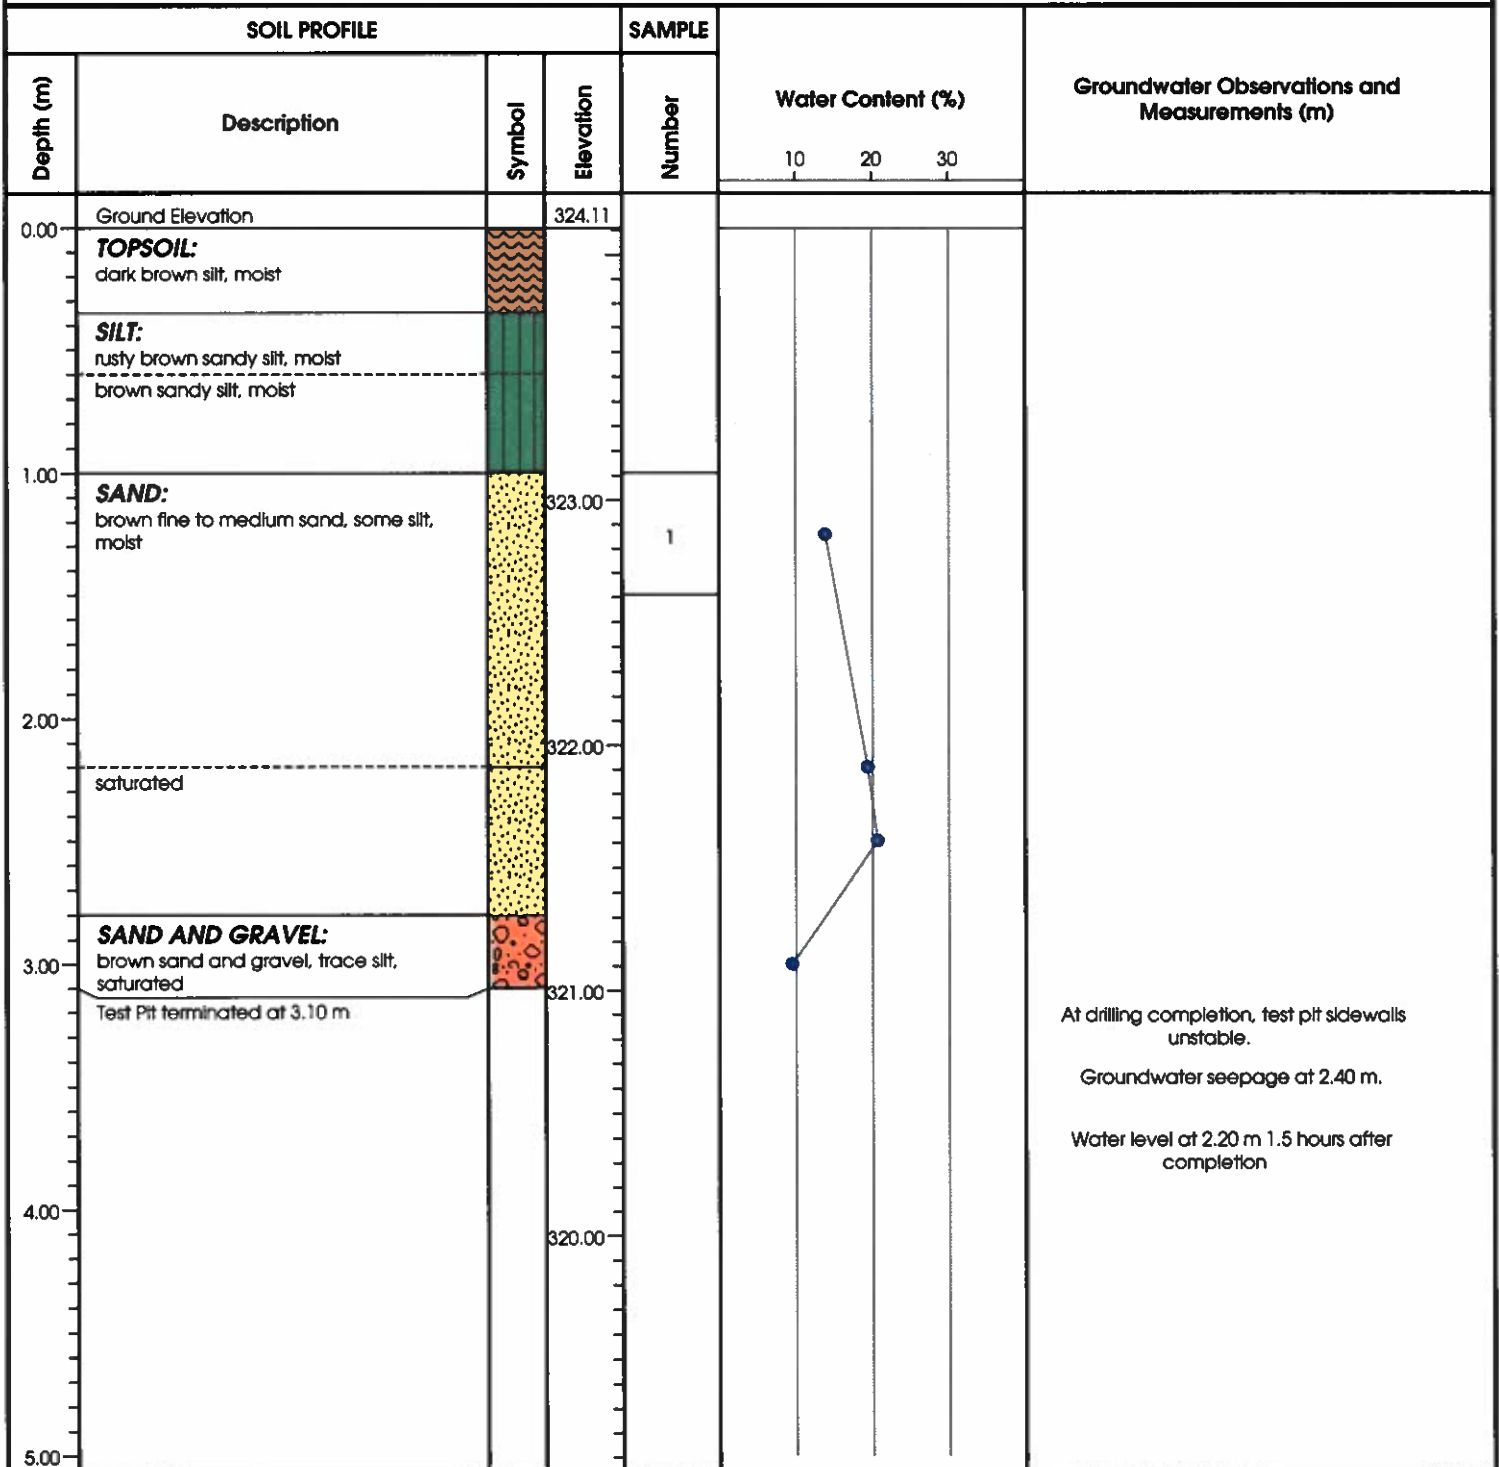 SOIL PROFILE
SAMPLE
Depth (m)
Description
Symbol
Elevation
Number
Water Content (%)
10 20 30
Groundwater Observations and
Measurements (m)
Ground Elevation
324.11
0.00
TOPSOIL:
dark brown silt, moist
SILT:
rusty brown sandy silt, moist
brown sandy silt, moist
1.00
SAND:
brown fine to medium sand, some silt,
moist
323.00
1
2.00
322.00
saturated
SAND AND GRAVEL:
brown sand and gravel, trace silt,
saturated
3.00
321.00
Test Pit terminated at 3.10 m
At drilling completion, test pit sidewalls
unstable.
Groundwater seepage at 2.40 m.
Water level at 2.20 m 1.5 hours after
completion
4.00
320.00
5.00